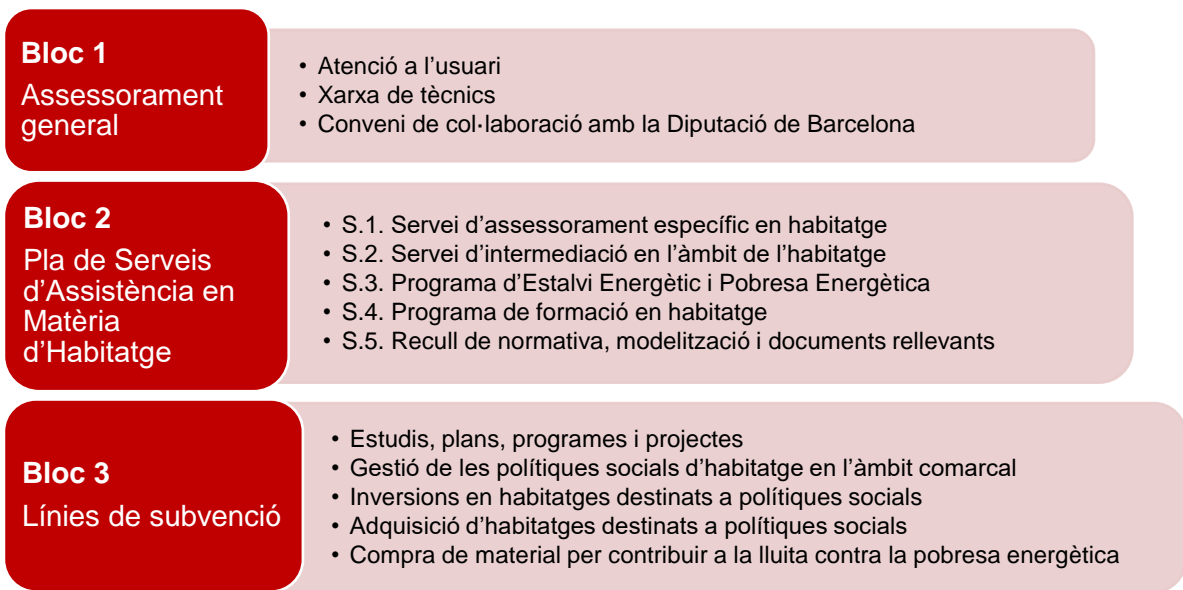 Bloc 1
Assessorament
general
• Atenció a l’usuari
• Xarxa de tècnics
• Conveni de col·laboració amb la Diputació de Barcelona
Bloc 2
Pla de Serveis
d’Assistència en
Matèria
d’Habitatge
• S.1. Servei d’assessorament específic en habitatge
• S.2. Servei d’intermediació en l’àmbit de l’habitatge
• S.3. Programa d’Estalvi Energètic i Pobresa Energètica
• S.4. Programa de formació en habitatge
• S.5. Recull de normativa, modelització i documents rellevants
Bloc 3
Línies de subvenció
• Estudis, plans, programes i projectes
• Gestió de les polítiques socials d’habitatge en l’àmbit comarcal
• Inversions en habitatges destinats a polítiques socials
• Adquisició d’habitatges destinats a polítiques socials
• Compra de material per contribuir a la lluita contra la pobresa energètica